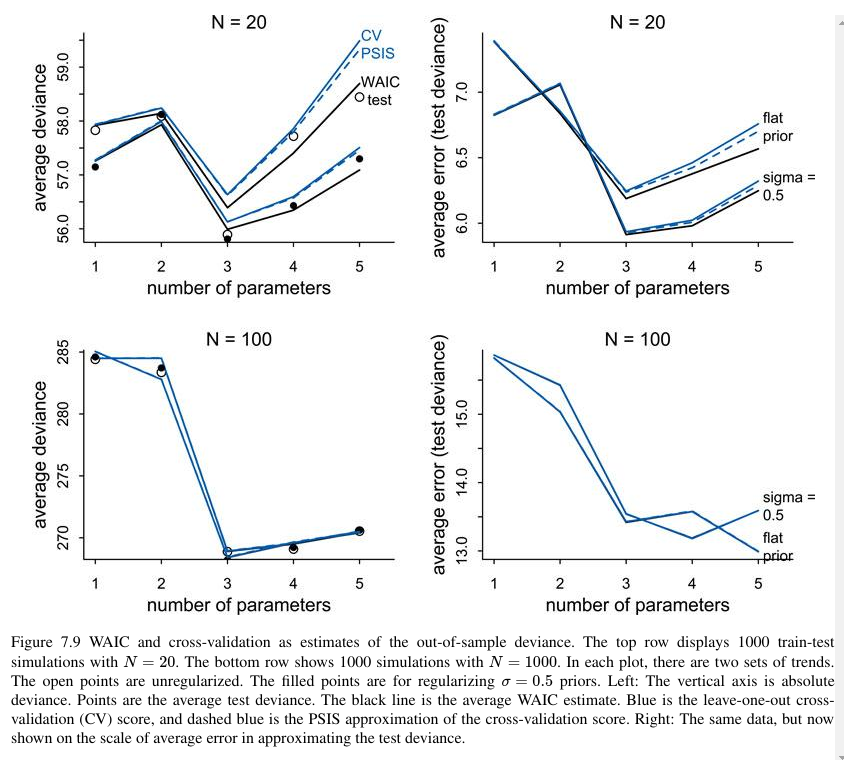 N = 20
CV
PSIS
WAIC
test
59.0
58.0
57.0
56.0
average deviance
1 2 3 4 5
number of parameters
N = 20
flat
prior
sigma =
0.5
7.0
6.5
6.0
average error (test deviance)
1 2 3 4 5
number of parameters
N = 100
285
280
275
270
average deviance
1 2 3 4 5
number of parameters
N = 100
sigma =
0.5
flat
prior
15.0
14.0
13.0
average error (test deviance)
1 2 3 4 5
number of parameters
Figure 7.9 WAIC and cross-validation as estimates of the out-of-sample deviance. The top row displays 1000 train-test
simulations with N = 20. The bottom row shows 1000 simulations with N = 1000. In each plot, there are two sets of trends.
The open points are unregularized. The filled points are for regularizing σ = 0.5 priors. Left: The vertical axis is absolute
deviance. Points are the average test deviance. The black line is the average WAIC estimate. Blue is the leave-one-out cross-
validation (CV) score, and dashed blue is the PSIS approximation of the cross-validation score. Right: The same data, but now
shown on the scale of average error in approximating the test deviance.